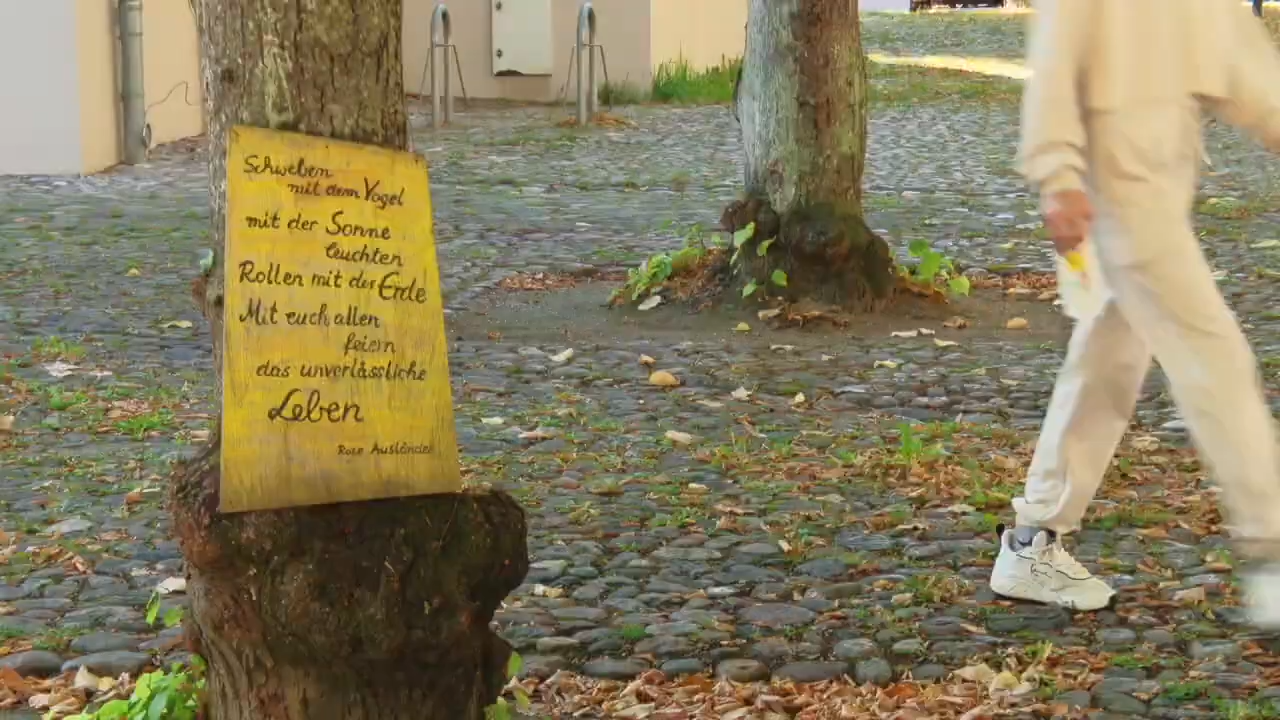 Schweben
mit dem Vogel
mit der Sonne
leuchten
Rollen mit der Erde
Mit euch allen
feiern
das unverlässliche
Leben
Rose Ausländer